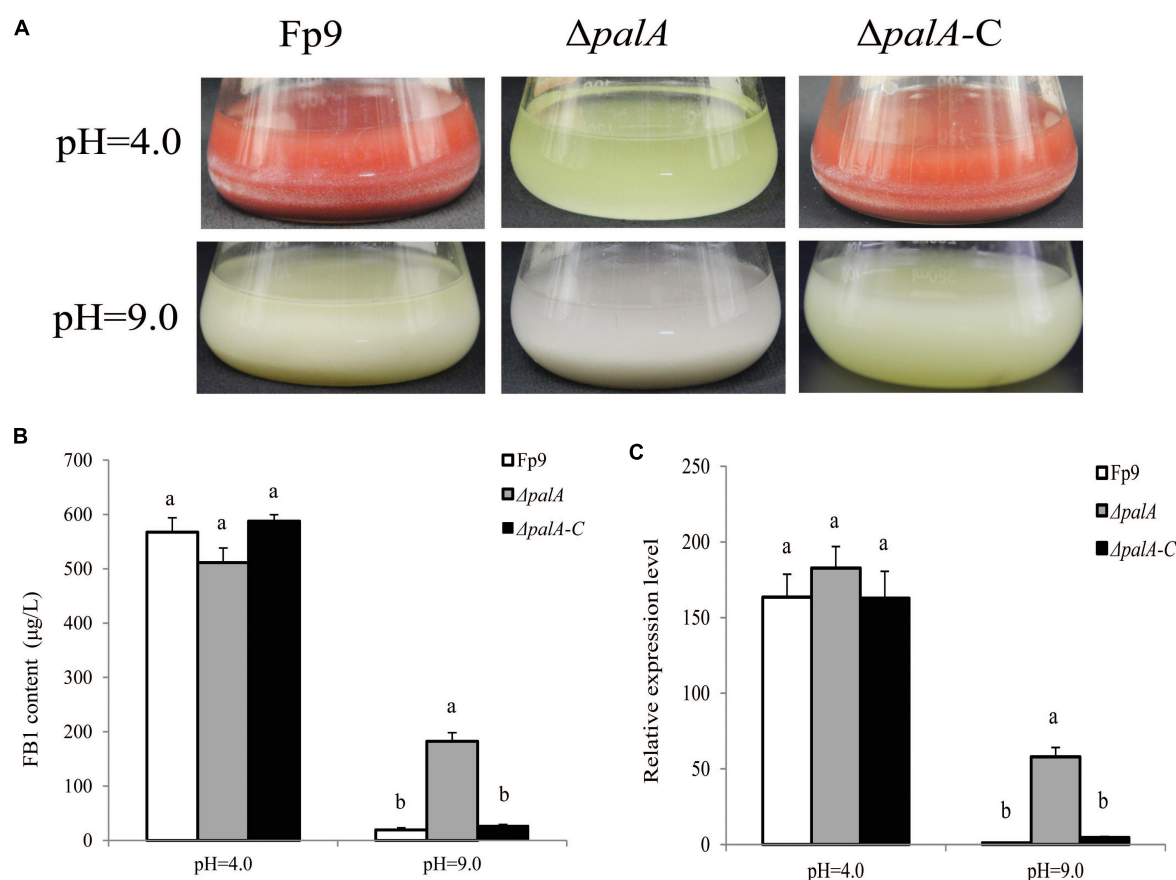 A
Fp9
ΔpalA
ΔpalA-C
pH=4.0
pH=9.0
B
700
600
500
400
300
200
100
0
FB1 content (μg/L)
a
a
a
b
a
b
Fp9
ΔpalA
ΔpalA-C
pH=4.0
pH=9.0
C
250
200
150
100
50
0
Relative expression level
a
a
a
b
a
b
Fp9
ΔpalA
ΔpalA-C
pH=4.0
pH=9.0